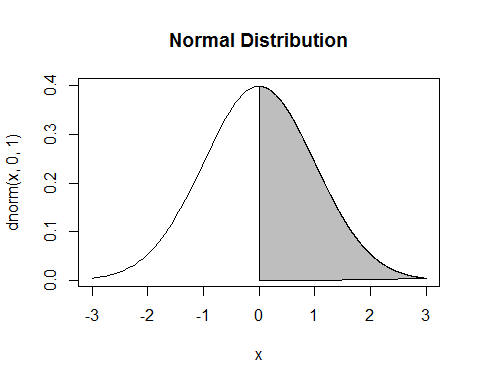 Normal Distribution
dnorm(x, 0, 1)
0.4
0.3
0.2
0.1
0.0
-3 -2 -1 0 1 2 3
x